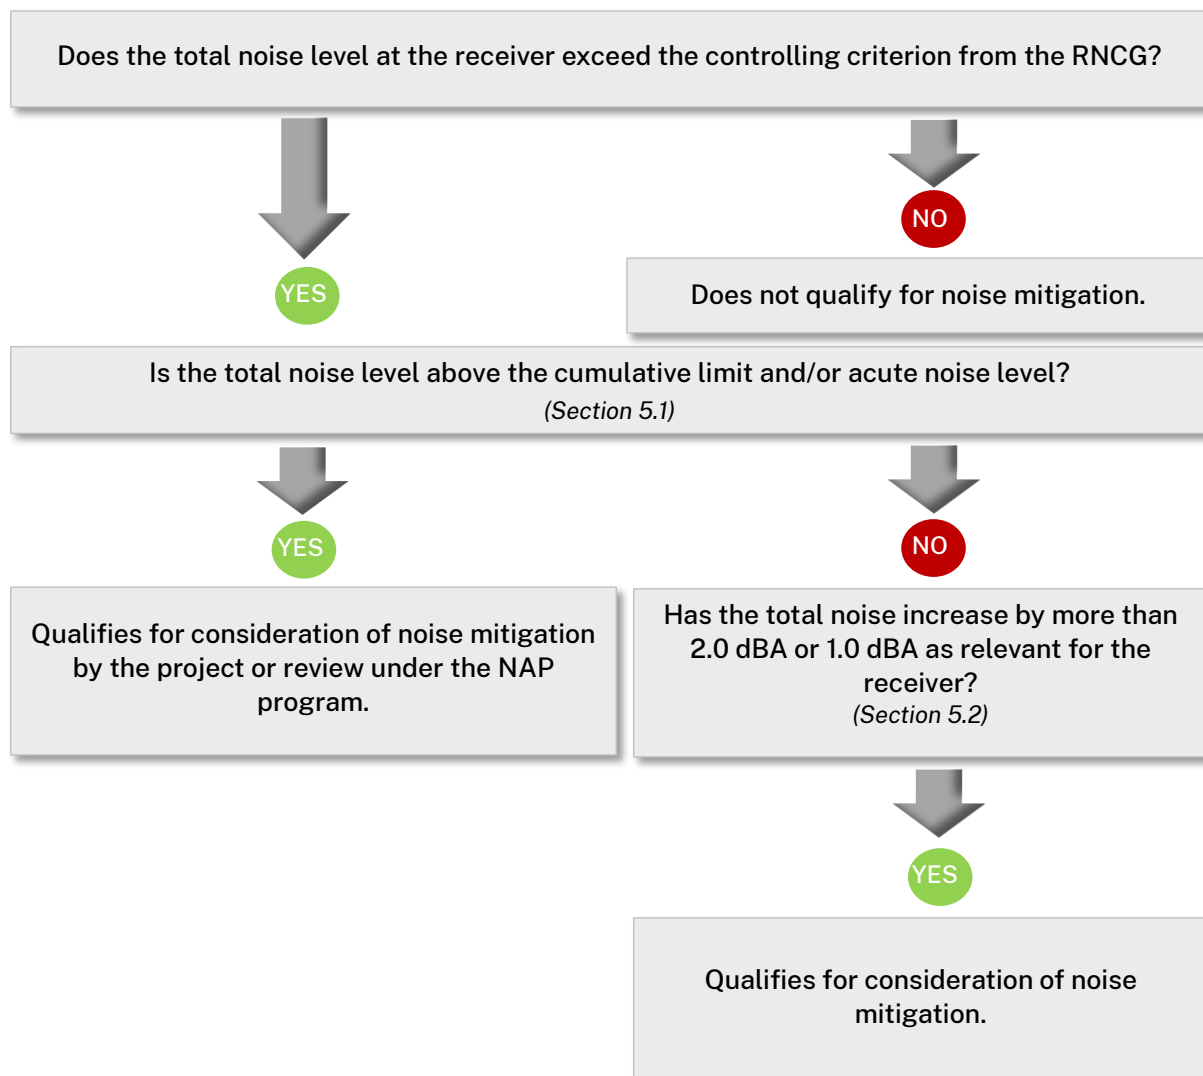 Does the total noise level at the receiver exceed the controlling criterion from the RNCG?
NO
YES
Does not qualify for noise mitigation.
Is the total noise level above the cumulative limit and/or acute noise level?
(Section 5.1)
YES
NO
Qualifies for consideration of noise mitigation
by the project or review under the NAP
program.
Has the total noise increase by more than
2.0 dBA or 1.0 dBA as relevant for the
receiver?
(Section 5.2)
YES
Qualifies for consideration of noise
mitigation.